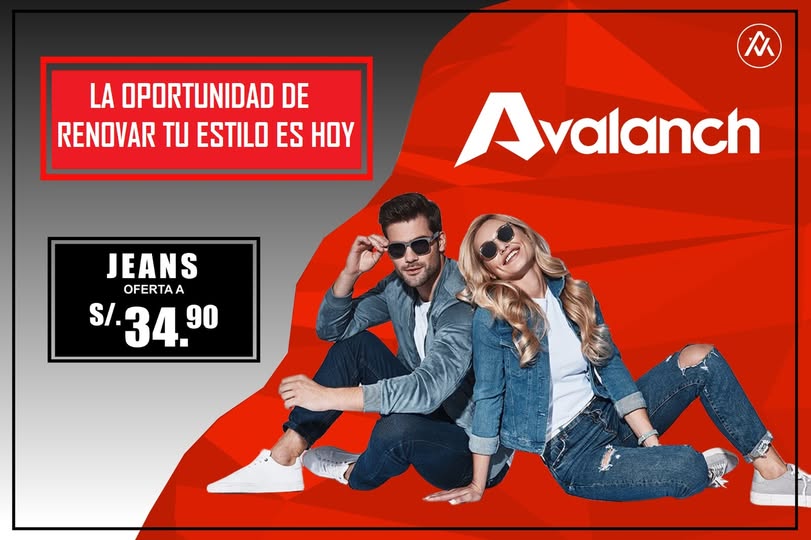 LA OPORTUNIDAD DE
RENOVAR TU ESTILO ES HOY
Avalanch
JEANS
OFERTA A
S/.34.90